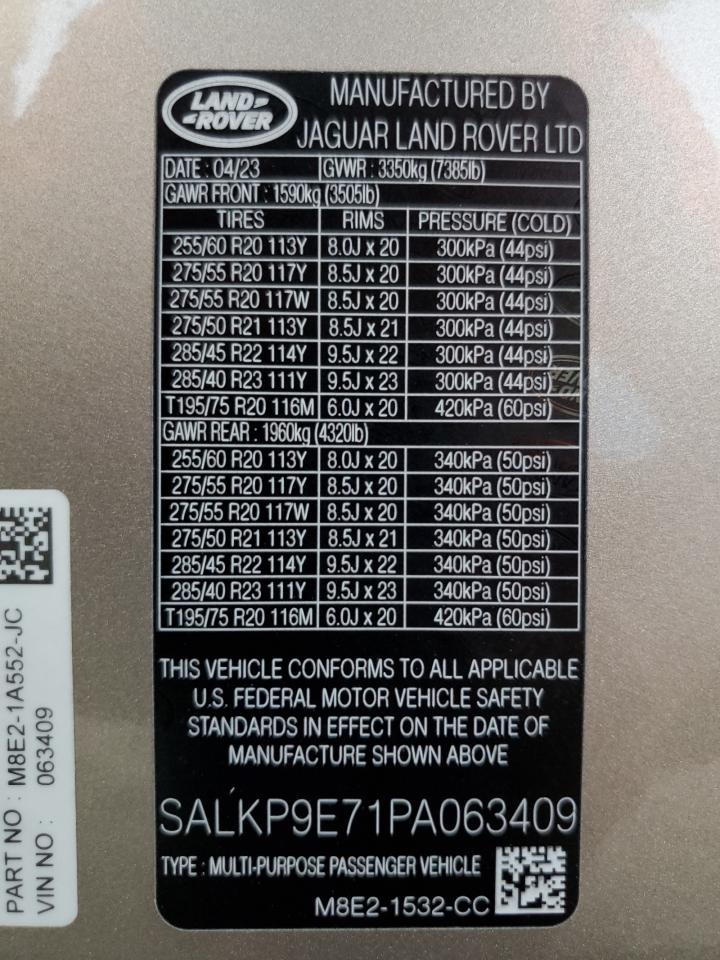 LAND-
-ROVER
MANUFACTURED BY
JAGUAR LAND ROVER LTD
DATE : 04/23 GVWR : 3350kg (7385lb)
GAWR FRONT : 1590kg (3505lb)
TIRES RIMS PRESSURE (COLD)
255/60 R20 113Y 8.0J x 20 300kPa (44psi)
275/55 R20 117Y 8.5J x 20 300kPa (44psi)
275/55 R20 117W 8.5J x 20 300kPa (44psi)
275/50 R21 113Y 8.5J x 21 300kPa (44psi)
285/45 R22 114Y 9.5J x 22 300kPa (44psi)
285/40 R23 111Y 9.5J x 23 300kPa (44psi)
T195/75 R20 116M 6.0J x 20 420kPa (60psi)
GAWR REAR : 1960kg (4320lb)
255/60 R20 113Y 8.0J x 20 340kPa (50psi)
275/55 R20 117Y 8.5J x 20 340kPa (50psi)
275/55 R20 117W 8.5J x 20 340kPa (50psi)
275/50 R21 113Y 8.5J x 21 340kPa (50psi)
285/45 R22 114Y 9.5J x 22 340kPa (50psi)
285/40 R23 111Y 9.5J x 23 340kPa (50psi)
T195/75 R20 116M 6.0J x 20 420kPa (60psi)
THIS VEHICLE CONFORMS TO ALL APPLICABLE
U.S. FEDERAL MOTOR VEHICLE SAFETY
STANDARDS IN EFFECT ON THE DATE OF
MANUFACTURE SHOWN ABOVE
SALKP9E71PA063409
TYPE : MULTI-PURPOSE PASSENGER VEHICLE
M8E2-1532-CC
PART NO : M8E2-1A552-JC
VIN NO : 063409